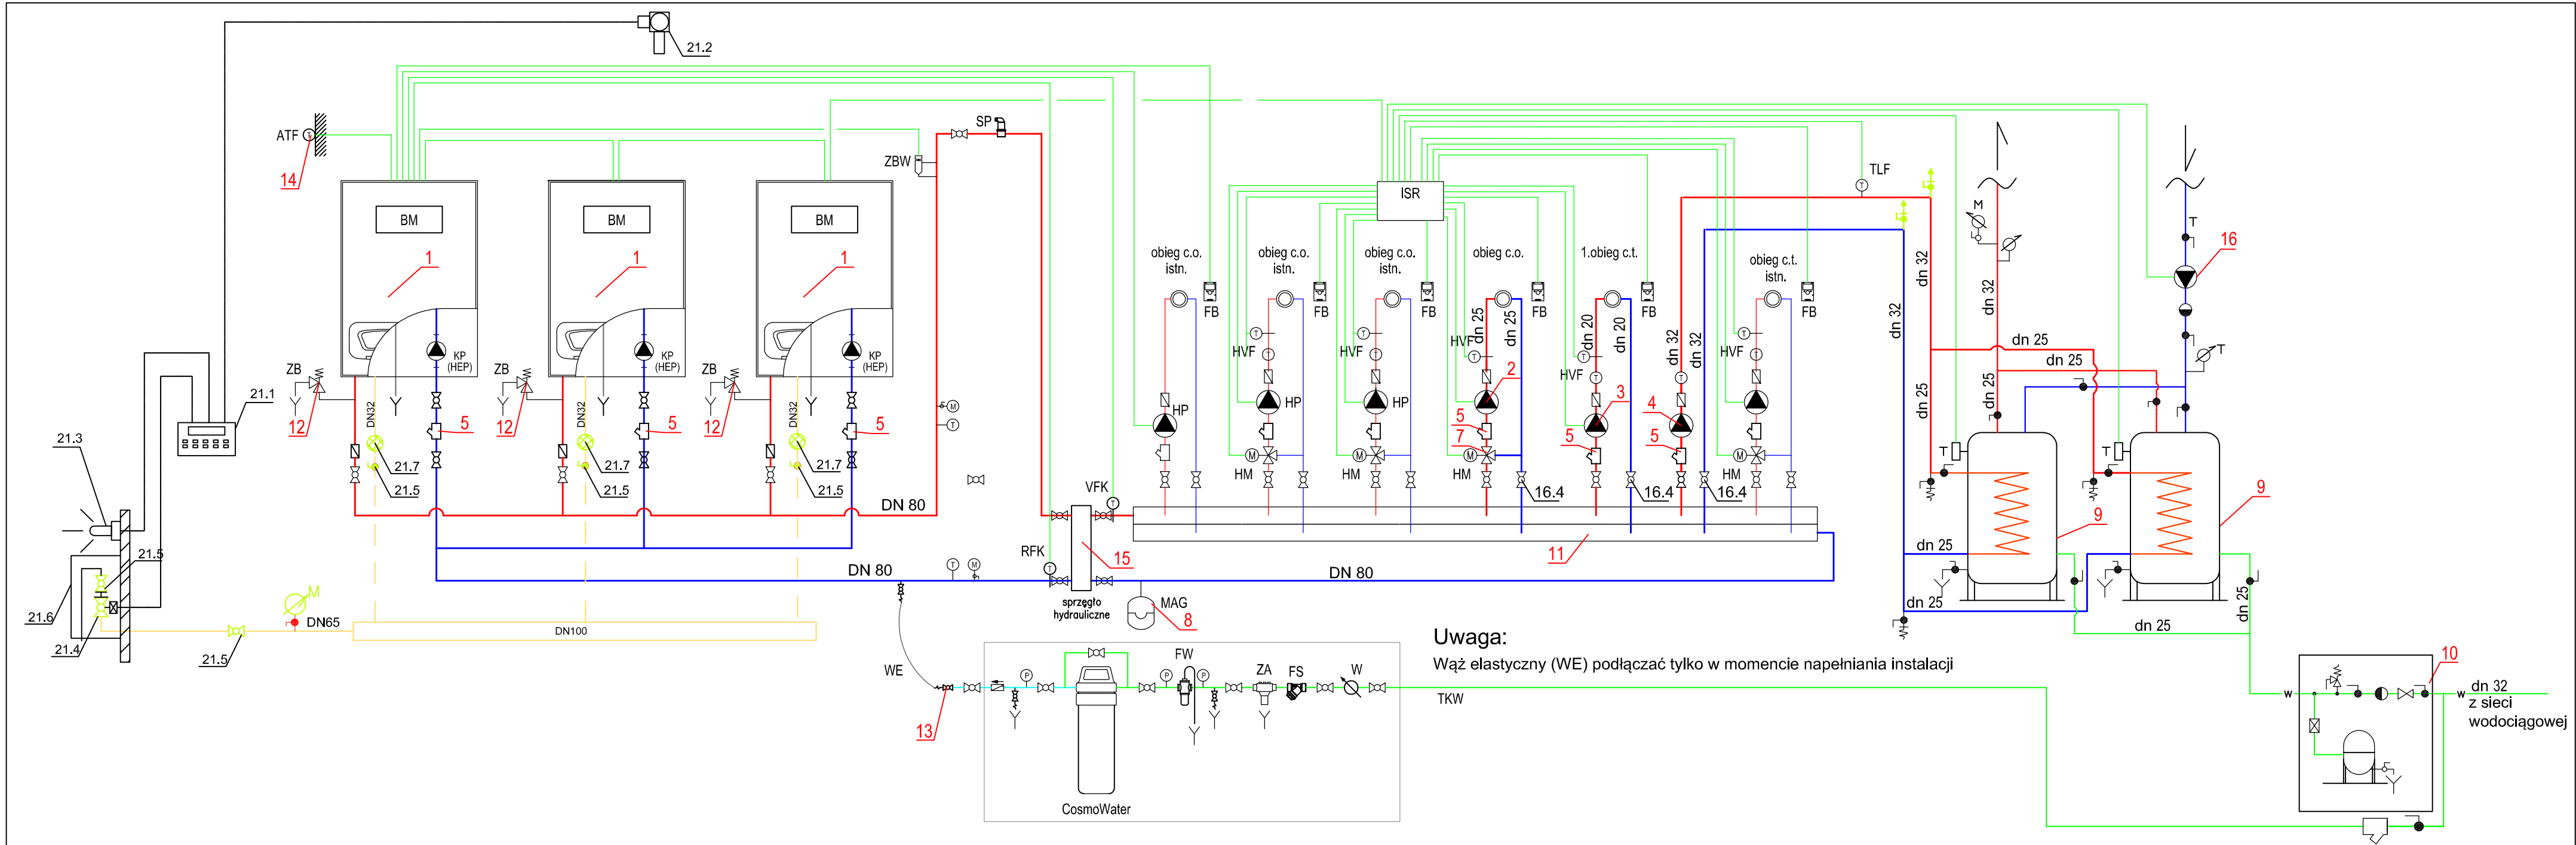 21.2
ATF
14
SP
ZBW
BM
BM
BM
1
1
1
KP
(HEP)
KP
(HEP)
KP
(HEP)
ZB
12
ZB
12
ZB
12
DN32
DN32
DN32
5
5
5
21.7
21.5
21.7
21.5
21.7
21.5
21.1
21.3
21.5
21.6
21.4
21.5
M
DN65
DN100
DN 80
DN 80
DN 80
M
T
T
M
VFK
T
RFK
T
15
sprzęgło
hydrauliczne
MAG
8
11
ISR
TLF
T
obieg c.o.
istn.
obieg c.o.
istn.
obieg c.o.
istn.
obieg c.o.
1.obieg c.t.
obieg c.t.
istn.
FB
FB
FB
FB
FB
FB
HP
T
HVF
T
HP
M
HM
T
HVF
T
HP
M
HM
dn 25
dn 25
HVF
T
2
5
7
M
HM
16.4
dn 20
dn 20
T
HVF
T
3
5
16.4
dn 32
dn 32
T
4
5
16.4
T
HVF
T
M
HM
dn 32
dn 32
dn 32
M
T
16
T
dn 25
dn 25
dn 25
dn 25
T
T
9
9
dn 25
dn 25
dn 25
dn 25
10
W
W
dn 32
z sieci
wodociągowej
Uwaga:
Wąż elastyczny (WE) podłączać tylko w momencie napełniania instalacji
WE
13
P
P
FW
P
ZA
FS
W
TKW
CosmoWater